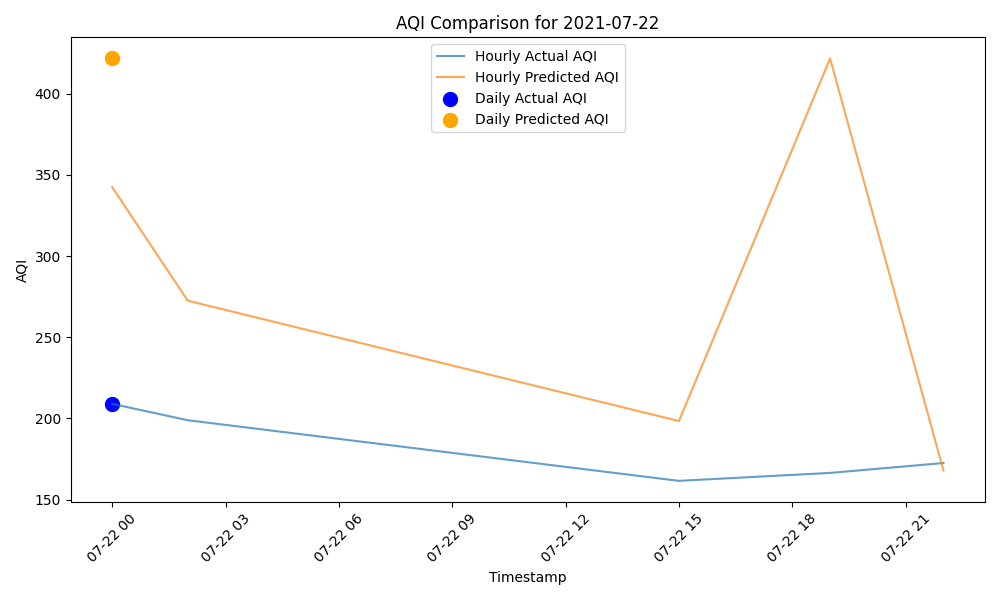 AQI Comparison for 2021-07-22
Hourly Actual AQI
Hourly Predicted AQI
Daily Actual AQI
Daily Predicted AQI
AQI
400
350
300
250
200
150
07-22 00
07-22 03
07-22 06
07-22 09
07-22 12
07-22 15
07-22 18
07-22 21
Timestamp